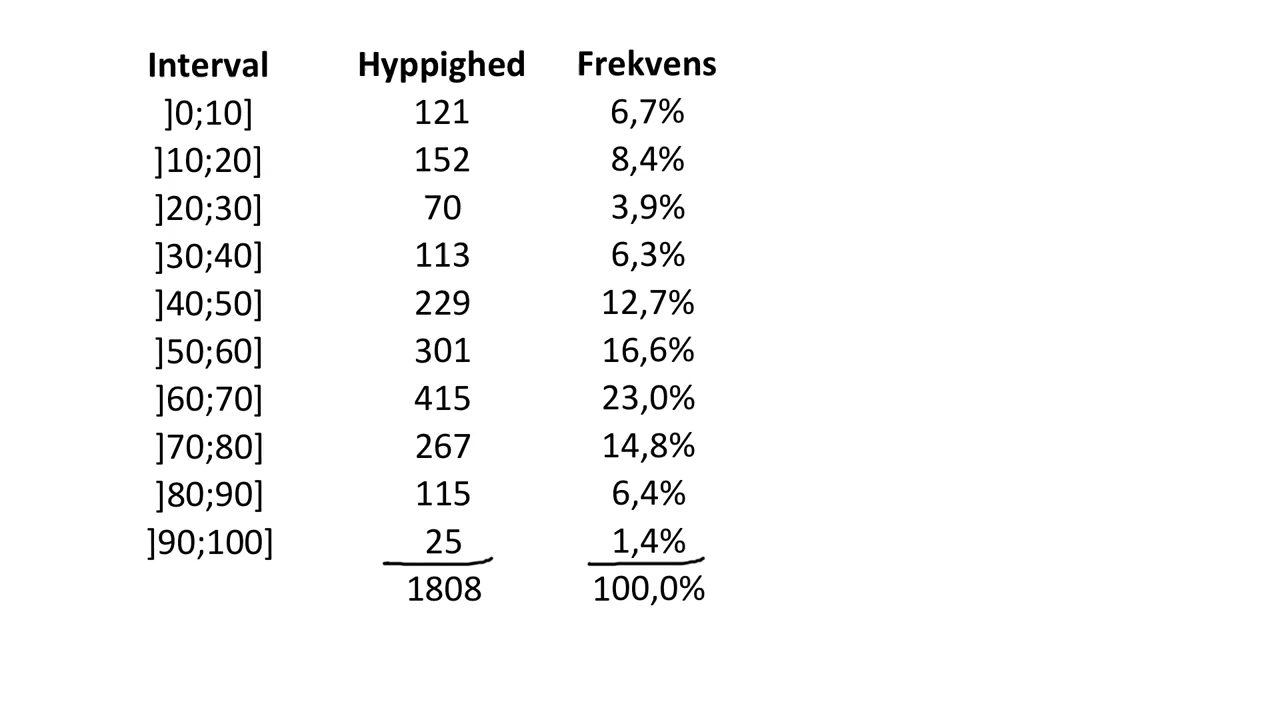 Interval Hyppighed Frekvens
]0;10] 121 6,7%
]10;20] 152 8,4%
]20;30] 70 3,9%
]30;40] 113 6,3%
]40;50] 229 12,7%
]50;60] 301 16,6%
]60;70] 415 23,0%
]70;80] 267 14,8%
]80;90] 115 6,4%
]90;100] 25 1,4%
1808 100,0%